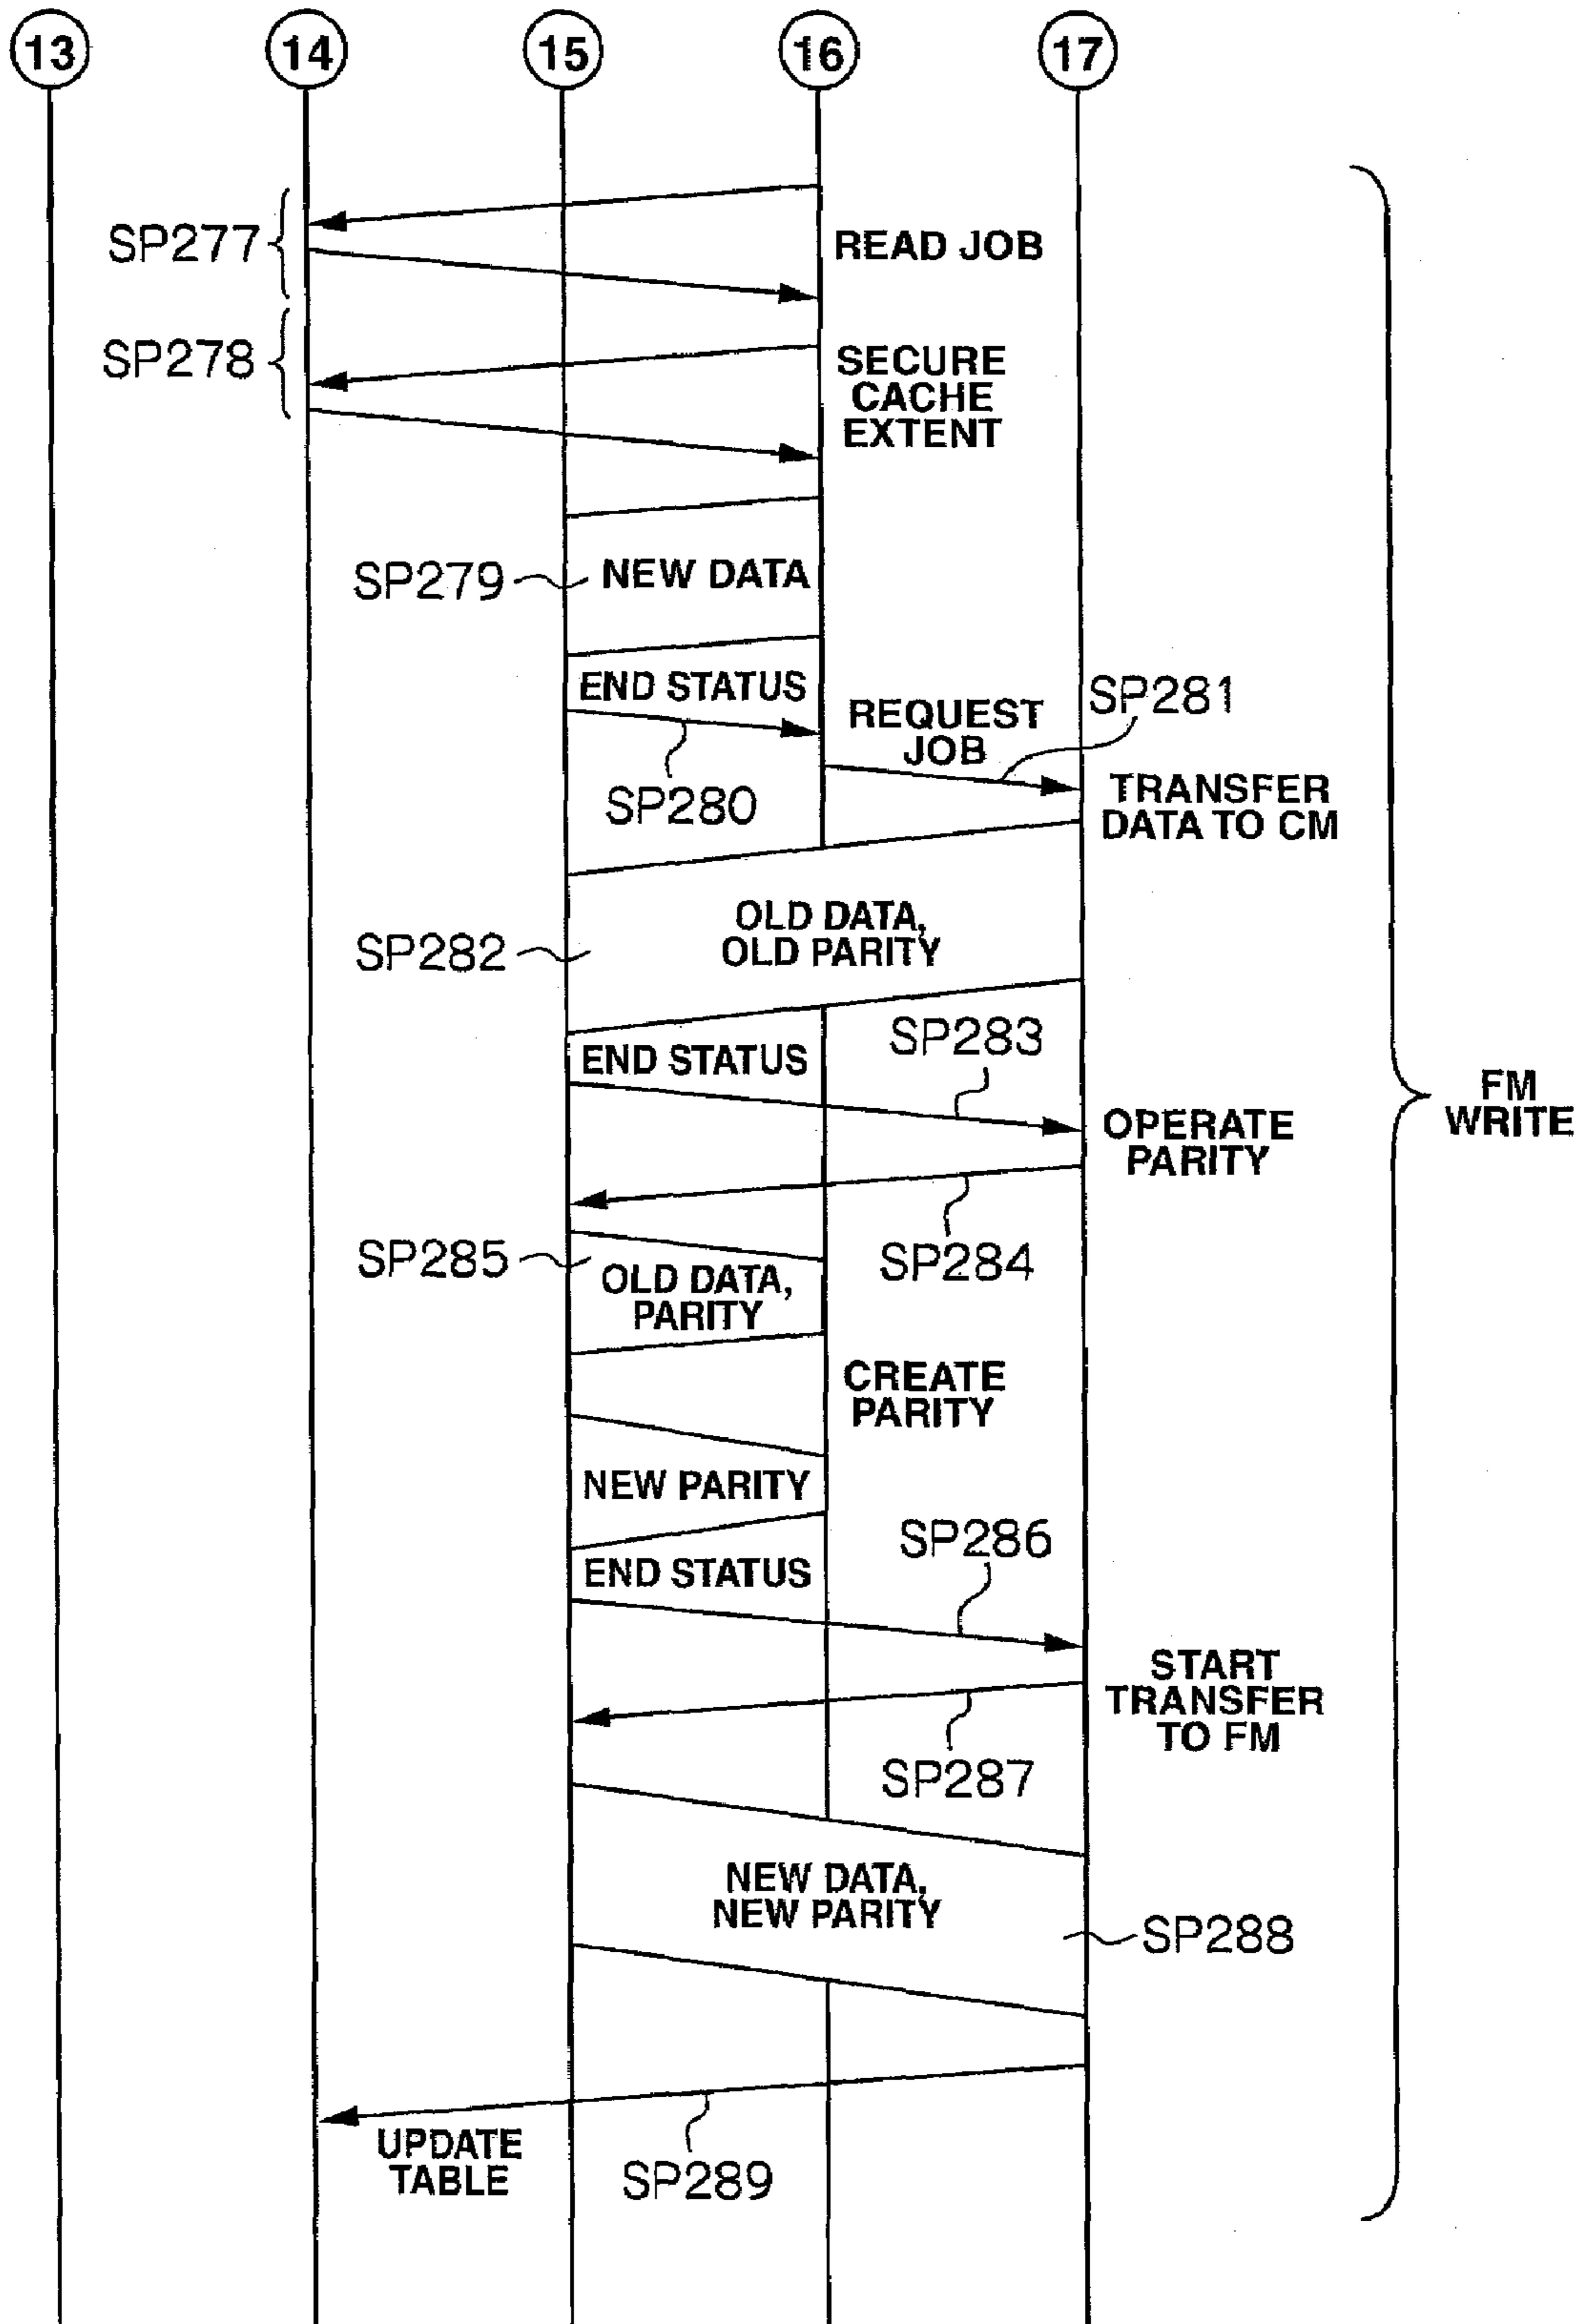 13 14 15 16 17
SP277
READ JOB
SP278
SECURE
CACHE
EXTENT
SP279
NEW DATA
END STATUS
SP280
REQUEST
JOB
SP281
TRANSFER
DATA TO CM
SP282
OLD DATA,
OLD PARITY
END STATUS
SP283
OPERATE
PARITY
FM
WRITE
SP284
SP285
OLD DATA,
PARITY
CREATE
PARITY
NEW PARITY
END STATUS
SP286
START
TRANSFER
TO FM
SP287
NEW DATA,
NEW PARITY
SP288
UPDATE
TABLE
SP289